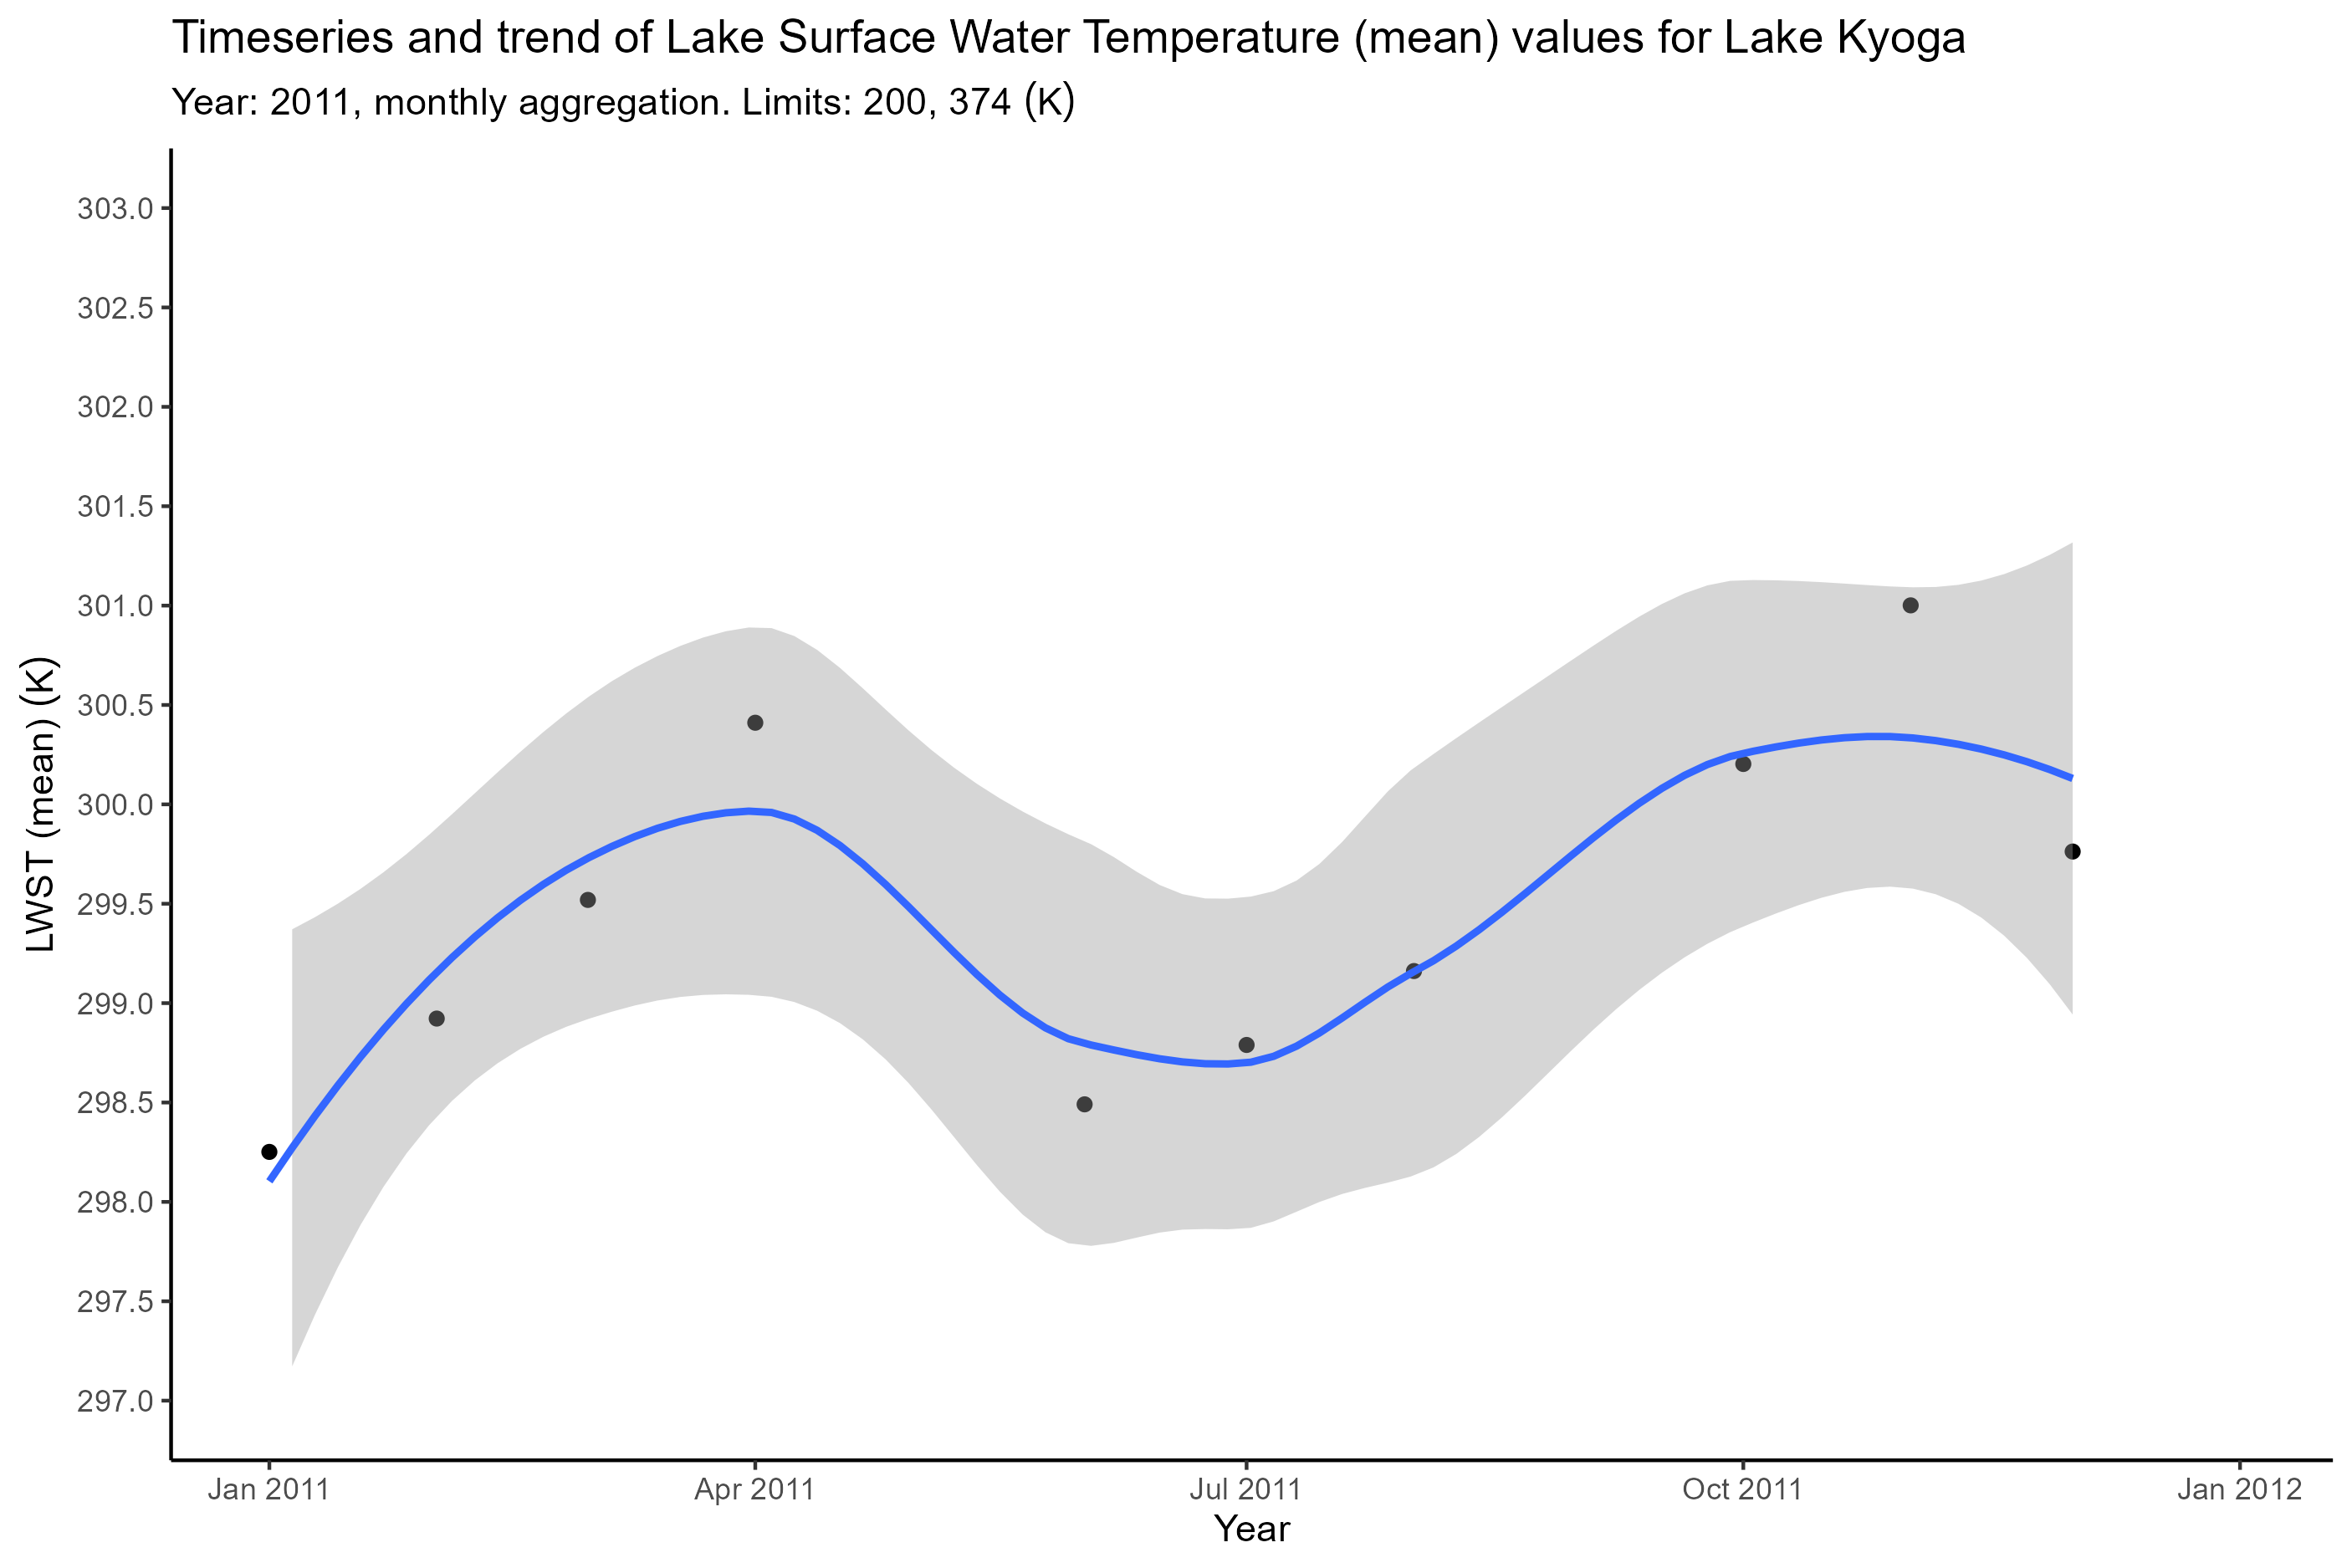 Timeseries and trend of Lake Surface Water Temperature (mean) values for Lake Kyoga
Year: 2011, monthly aggregation. Limits: 200, 374 (K)
303.0
302.5
302.0
301.5
301.0
300.5
300.0
299.5
299.0
298.5
298.0
297.5
297.0
LWST (mean) (K)
Jan 2011 Apr 2011 Jul 2011 Oct 2011 Jan 2012
Year